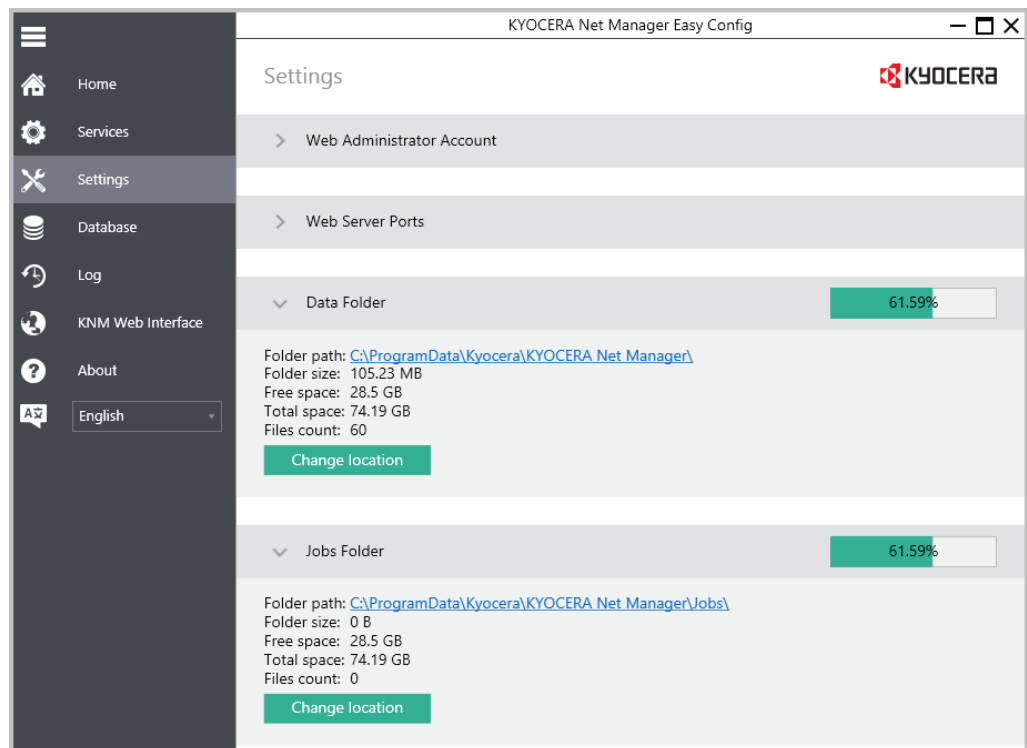 KYOCERA Net Manager Easy Config
Home
Services
Settings
Database
Log
KNM Web Interface
About
English
Settings
KYOCERA
Web Administrator Account
Web Server Ports
Data Folder
61.59%
Folder path: C:\ProgramData\Kyocera\KYOCERA Net Manager\
Folder size: 105.23 MB
Free space: 28.5 GB
Total space: 74.19 GB
Files count: 60
Change location
Jobs Folder
61.59%
Folder path: C:\ProgramData\Kyocera\KYOCERA Net Manager\Jobs\
Folder size: 0 B
Free space: 28.5 GB
Total space: 74.19 GB
Files count: 0
Change location